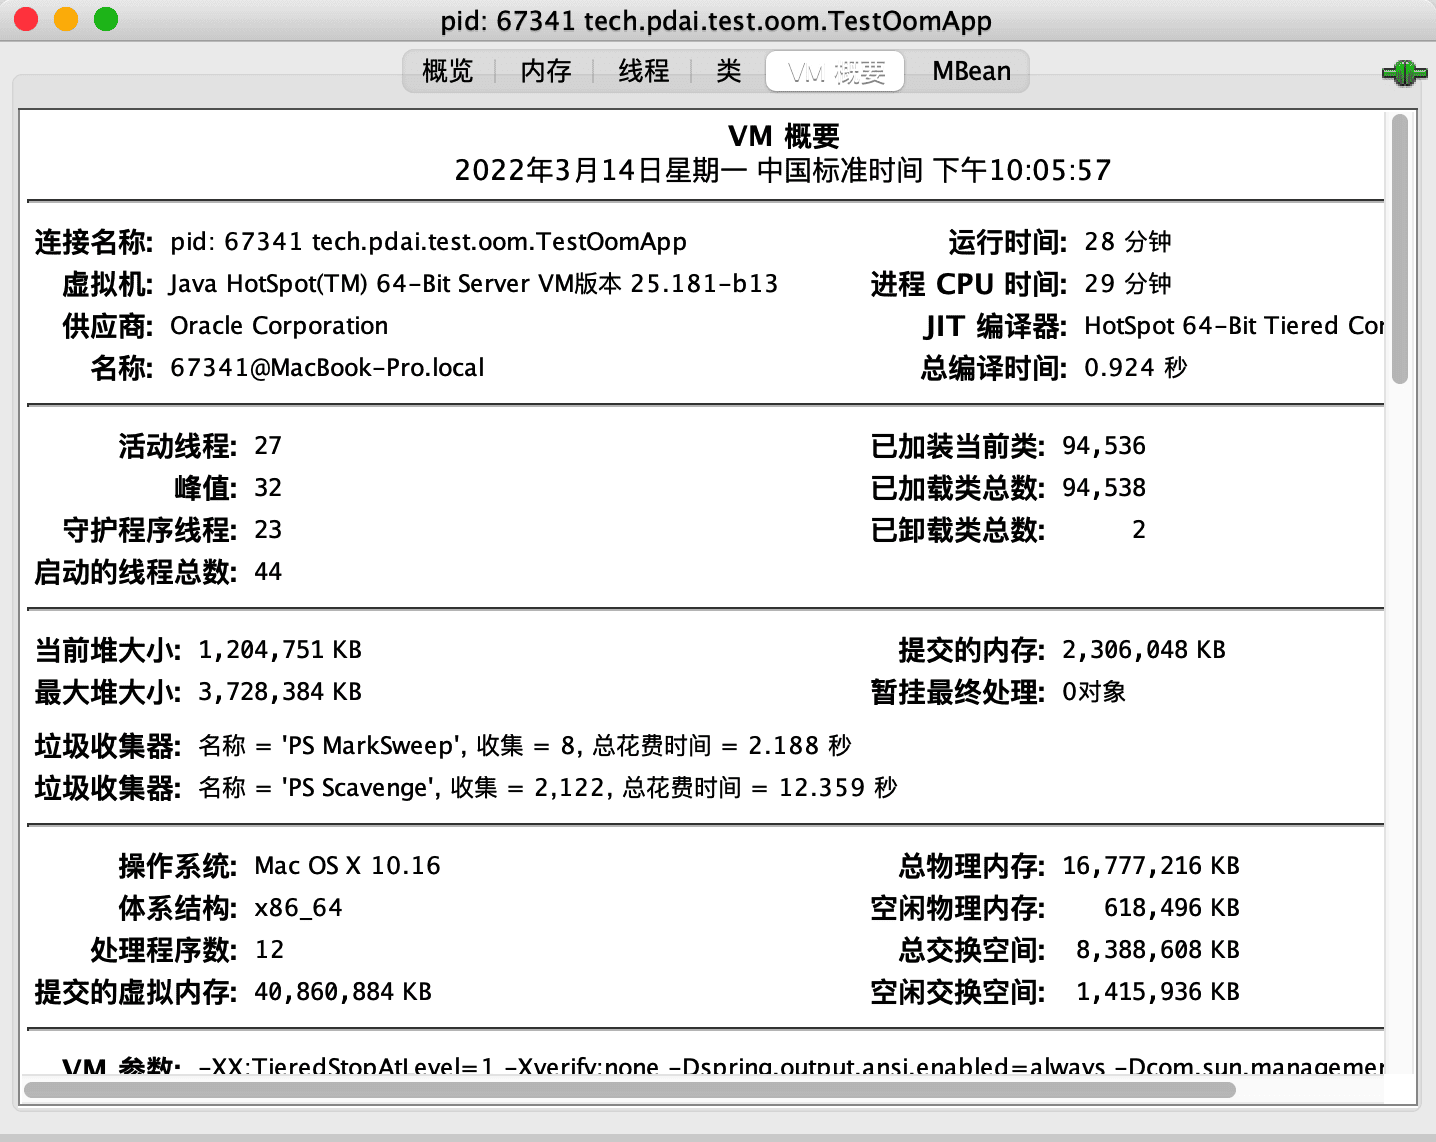 pid: 67341 tech.pdai.test.oom.TestOomApp
概览 内存 线程 类 VM 概要 MBean
VM 概要
2022年3月14日星期一 中国标准时间 下午10:05:57
连接名称: pid: 67341 tech.pdai.test.oom.TestOomApp 运行时间: 28 分钟
虚拟机: Java HotSpot(TM) 64-Bit Server VM版本 25.181-b13 进程 CPU 时间: 29 分钟
供应商: Oracle Corporation JIT 编译器: HotSpot 64-Bit Tiered
名称: 67341@MacBook-Pro.local 总编译时间: 0.924 秒
活动线程: 27 已加装当前类: 94,536
峰值: 32 已加载类总数: 94,538
守护程序线程: 23 已卸载类总数: 2
启动的线程总数: 44
当前堆大小: 1,204,751 KB 提交的内存: 2,306,048 KB
最大堆大小: 3,728,384 KB 暂挂最终处理: 0对象
垃圾收集器: 名称 = 'PS MarkSweep', 收集 = 8, 总花费时间 = 2.188 秒
垃圾收集器: 名称 = 'PS Scavenge', 收集 = 2,122, 总花费时间 = 12.359 秒
操作系统: Mac OS X 10.16 总物理内存: 16,777,216 KB
体系结构: x86_64 空闲物理内存: 618,496 KB
处理程序数: 12 总交换空间: 8,388,608 KB
提交的虚拟内存: 40,860,884 KB 空闲交换空间: 1,415,936 KB
VM 参数: -XX:TieredStopAtLevel=1 -Xverify:none -Dspring.output.ansi.enabled=always -Dcom.sun.managemer